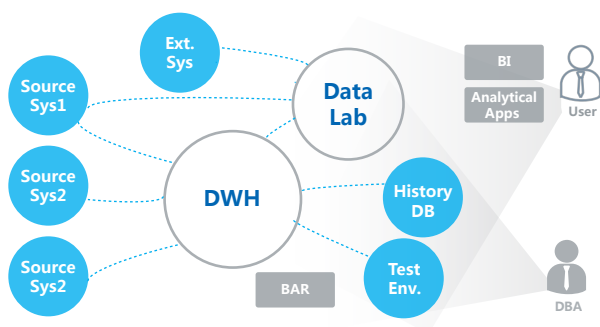 Ext.
Sys
BI
Source
Sys1
Data
Lab
Analytical
Apps
User
Source
Sys2
DWH
History
DB
Source
Sys2
Test
Env.
BAR
DBA